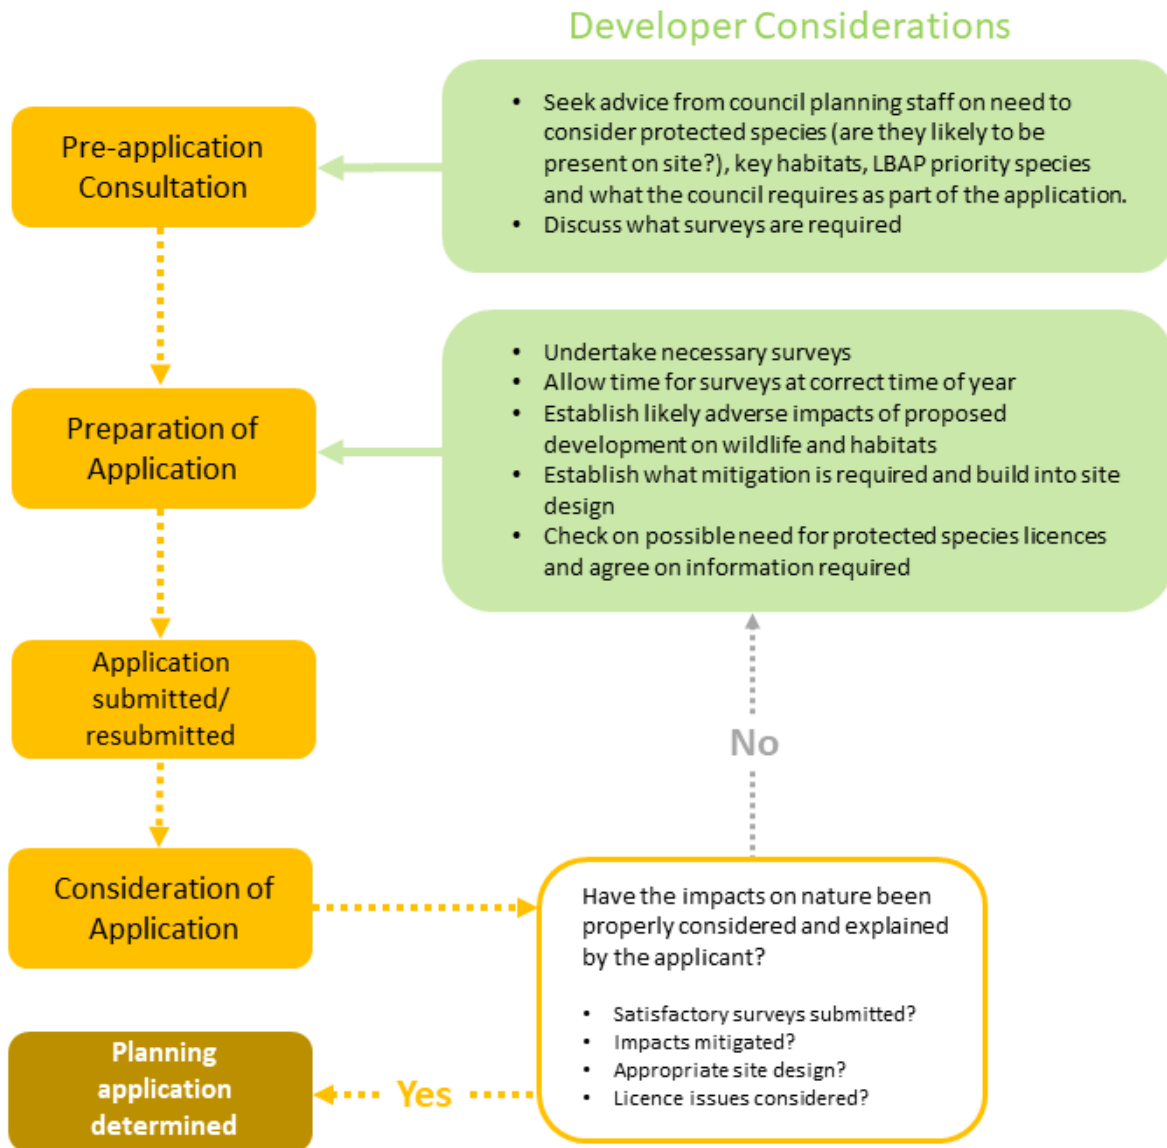 Developer Considerations
Pre-application
Consultation
• Seek advice from council planning staff on need to
consider protected species (are they likely to be
present on site?), key habitats, LBAP priority species
and what the council requires as part of the application.
• Discuss what surveys are required
Preparation of
Application
• Undertake necessary surveys
• Allow time for surveys at correct time of year
• Establish likely adverse impacts of proposed
development on wildlife and habitats
• Establish what mitigation is required and build into site
design
• Check on possible need for protected species licences
and agree on information required
Application
submitted/
resubmitted
No
Consideration of
Application
Have the impacts on nature been
properly considered and explained
by the applicant?
• Satisfactory surveys submitted?
• Impacts mitigated?
• Appropriate site design?
• Licence issues considered?
Yes
Planning
application
determined